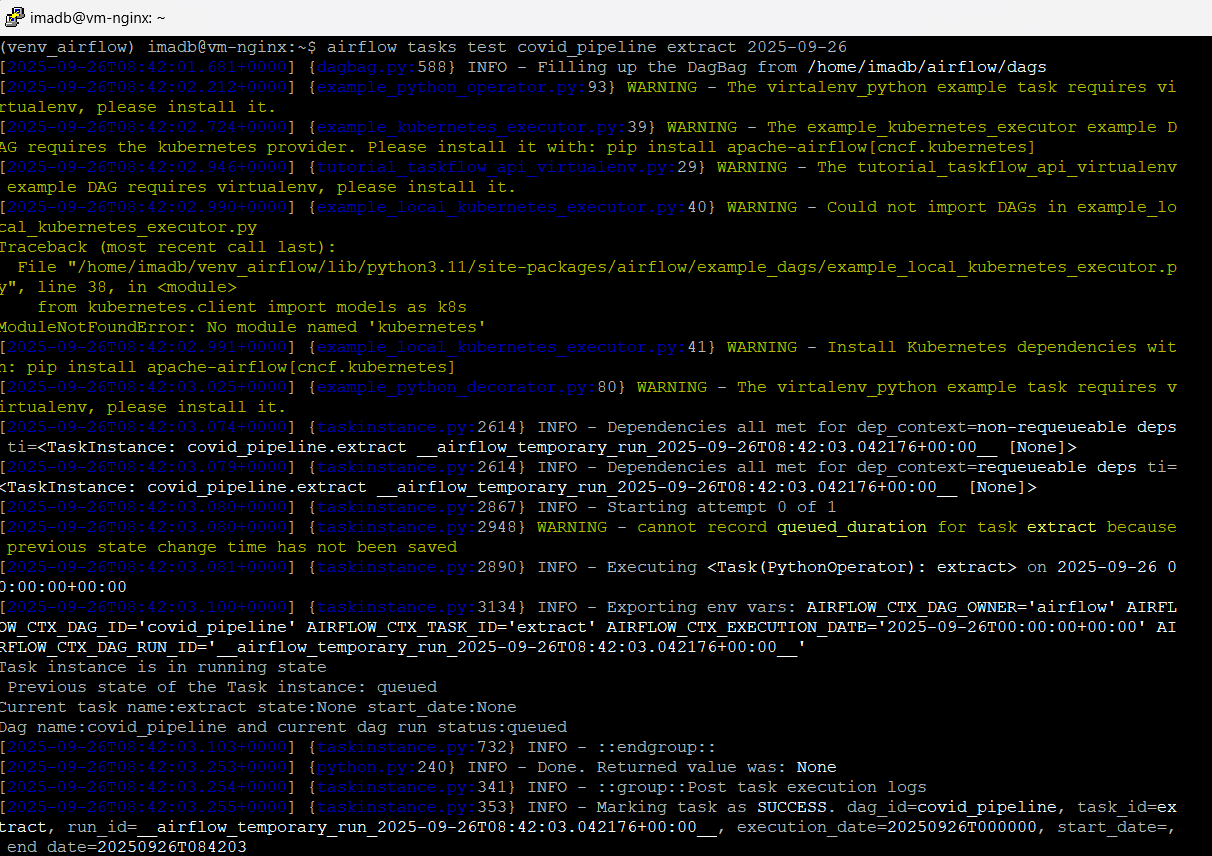 imadb@vm-nginx: ~
(venv_airflow) imadb@vm-nginx:~$ airflow tasks test covid_pipeline extract 2025-09-26
[2025-09-26T08:42:01.681+0000] {dagbag.py:588} INFO - Filling up the DagBag from /home/imadb/airflow/dags
[2025-09-26T08:42:02.212+0000] {example_python_operator.py:93} WARNING - The virtalenv_python example task requires vi
rtualenv, please install it.
[2025-09-26T08:42:02.724+0000] {example_kubernetes_executor.py:39} WARNING - The example_kubernetes_executor example D
AG requires the kubernetes provider. Please install it with: pip install apache-airflow[cncf.kubernetes]
[2025-09-26T08:42:02.946+0000] {tutorial_taskflow_api_virtualenv.py:29} WARNING - The tutorial_taskflow_api_virtualenv
 example DAG requires virtualenv, please install it.
[2025-09-26T08:42:02.990+0000] {example_local_kubernetes_executor.py:40} WARNING - Could not import DAGs in example_lo
cal_kubernetes_executor.py
Traceback (most recent call last):
  File "/home/imadb/venv_airflow/lib/python3.11/site-packages/airflow/example_dags/example_local_kubernetes_executor.p
y", line 38, in <module>
    from kubernetes.client import models as k8s
ModuleNotFoundError: No module named 'kubernetes'
[2025-09-26T08:42:02.991+0000] {example_local_kubernetes_executor.py:41} WARNING - Install Kubernetes dependencies wit
h: pip install apache-airflow[cncf.kubernetes]
[2025-09-26T08:42:03.025+0000] {example_python_decorator.py:80} WARNING - The virtalenv_python example task requires v
irtualenv, please install it.
[2025-09-26T08:42:03.074+0000] {taskinstance.py:2614} INFO - Dependencies all met for dep_context=non-requeueable deps
 ti=<TaskInstance: covid_pipeline.extract __airflow_temporary_run_2025-09-26T08:42:03.042176+00:00__ [None]>
[2025-09-26T08:42:03.079+0000] {taskinstance.py:2614} INFO - Dependencies all met for dep_context=requeueable deps ti=
<TaskInstance: covid_pipeline.extract __airflow_temporary_run_2025-09-26T08:42:03.042176+00:00__ [None]>
[2025-09-26T08:42:03.080+0000] {taskinstance.py:2867} INFO - Starting attempt 0 of 1
[2025-09-26T08:42:03.080+0000] {taskinstance.py:2948} WARNING - cannot record queued_duration for task extract because
 previous state change time has not been saved
[2025-09-26T08:42:03.081+0000] {taskinstance.py:2890} INFO - Executing <Task(PythonOperator): extract> on 2025-09-26 0
0:00:00+00:00
[2025-09-26T08:42:03.100+0000] {taskinstance.py:3134} INFO - Exporting env vars: AIRFLOW_CTX_DAG_OWNER='airflow' AIRFL
OW_CTX_DAG_ID='covid_pipeline' AIRFLOW_CTX_TASK_ID='extract' AIRFLOW_CTX_EXECUTION_DATE='2025-09-26T00:00:00+00:00' AI
RFLOW_CTX_DAG_RUN_ID='__airflow_temporary_run_2025-09-26T08:42:03.042176+00:00__'
Task instance is in running state
 Previous state of the Task instance: queued
Current task name:extract state:None start_date:None
Dag name:covid_pipeline and current dag run status:queued
[2025-09-26T08:42:03.103+0000] {taskinstance.py:732} INFO - ::endgroup::
[2025-09-26T08:42:03.253+0000] {python.py:240} INFO - Done. Returned value was: None
[2025-09-26T08:42:03.254+0000] {taskinstance.py:341} INFO - ::group::Post task execution logs
[2025-09-26T08:42:03.255+0000] {taskinstance.py:353} INFO - Marking task as SUCCESS. dag_id=covid_pipeline, task_id=ex
tract, run_id=__airflow_temporary_run_2025-09-26T08:42:03.042176+00:00__, execution_date=20250926T000000, start_date=,
 end_date=20250926T084203